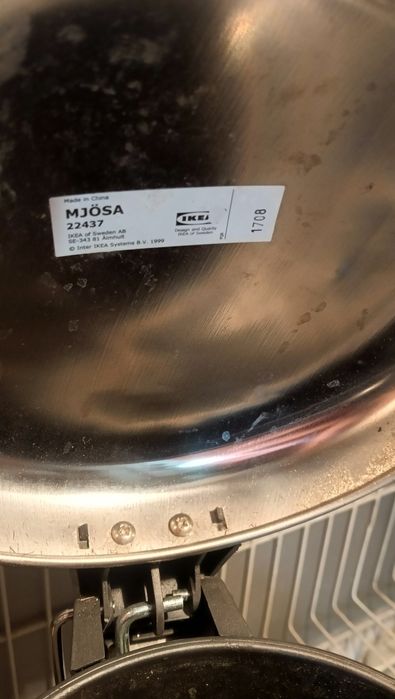 Made in China
MJÖSA
22437
IKEA of Sweden AB
SE-343 81 Älmhult
© Inter IKEA Systems B.V. 1999
IKEA
Design and Quality
IKEA of Sweden
1708